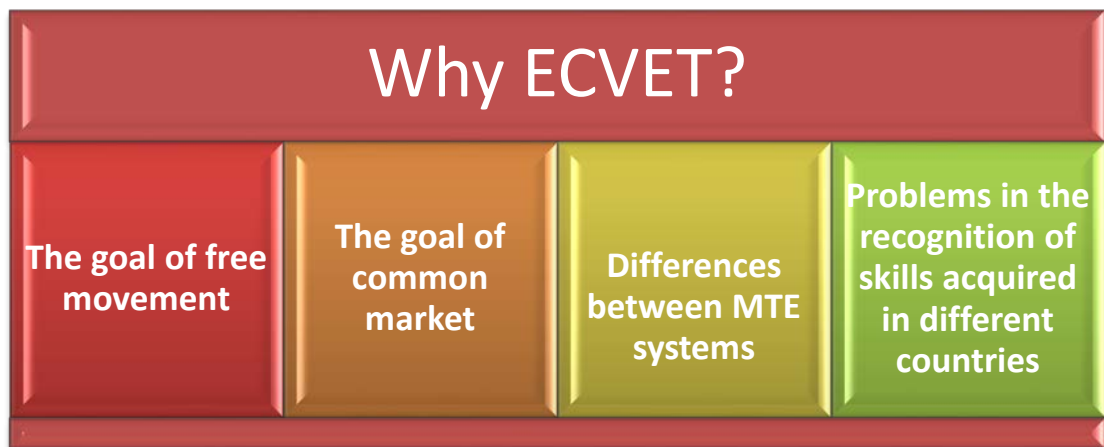 Why ECVET?
The goal of free
movement
The goal of
common
market
Differences
between MTE
systems
Problems in the
recognition of
skills acquired
in different
countries